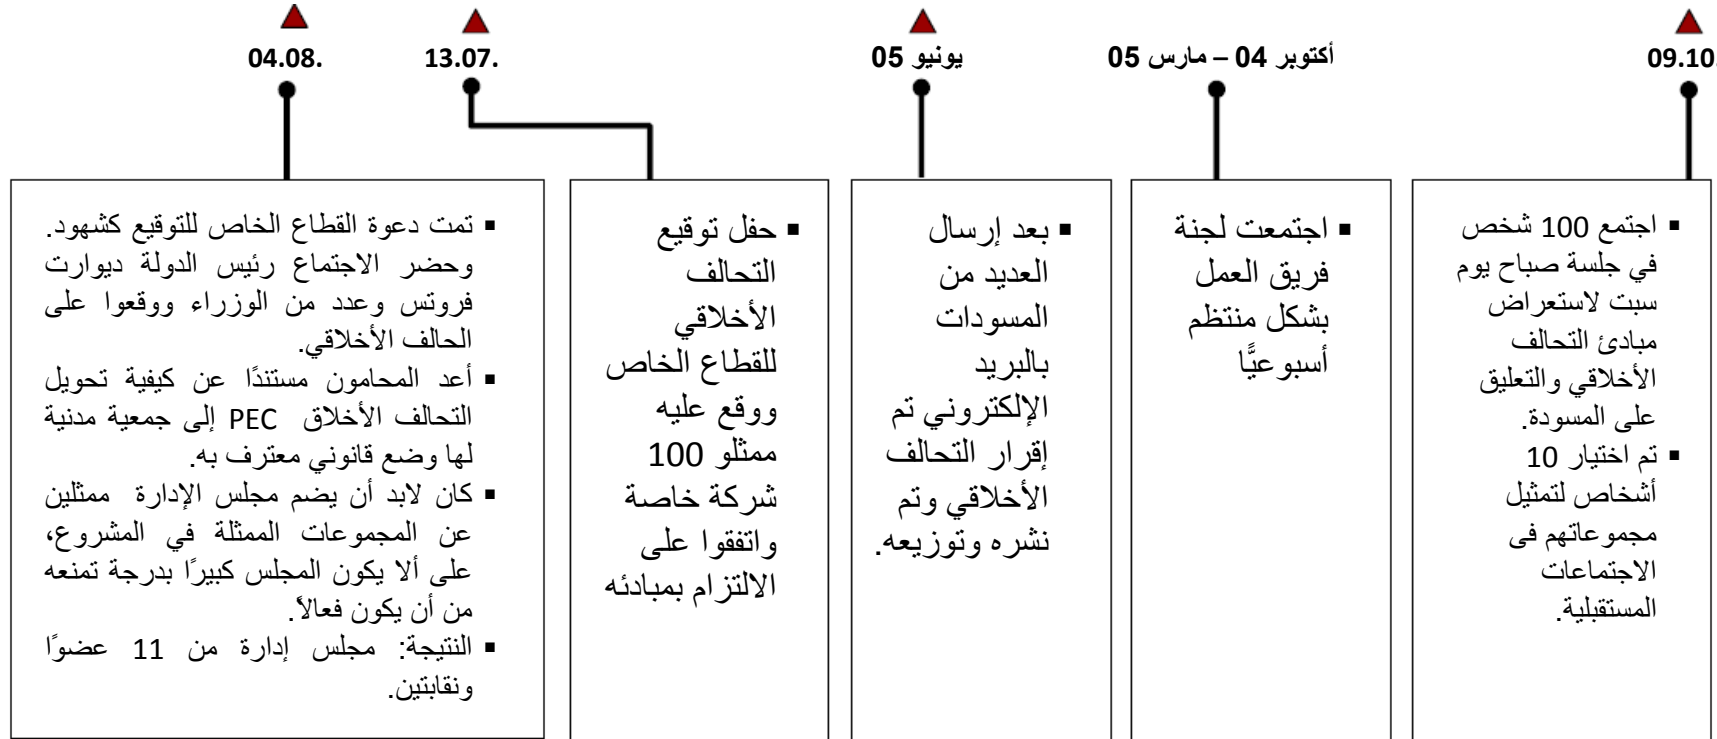 09.10.
أكتوبر 04 – مارس 05
يونيو 05
13.07.
04.08.
▪ اجتمع 100 شخص
في جلسة صباح يوم
سبت لاستعراض
مبادئ التحالف
الأخلاقي والتعليق
على المسودة.
▪ تم اختيار 10
أشخاص لتمثيل
مجموعاتهم فى
الاجتماعات
المستقبلية.
▪ اجتمعت لجنة
فريق العمل
بشكل منتظم
أسبوعيًّا
▪ بعد إرسال
العديد من
المسودات
بالبريد
الإلكتروني تم
إقرار التحالف
الأخلاقي وتم
نشره وتوزيعه.
▪ حفل توقيع
التحالف
الأخلاقي
للقطاع الخاص
ووقع عليه
ممثلو 100
شركة خاصة
واتفقوا على
الالتزام بمبادئه
▪ تمت دعوة القطاع الخاص للتوقيع كشهود.
وحضر الاجتماع رئيس الدولة ديوارت
فروتس وعدد من الوزراء ووقعوا على
الحالف الأخلاقي.
▪ أعد المحامون مستندًا عن كيفية تحويل
التحالف الأخلاق PEC إلى جمعية مدنية
لها وضع قانوني معترف به.
▪ كان لابد أن يضم مجلس الإدارة ممثلين
عن المجموعات الممثلة في المشروع،
على ألا يكون المجلس كبيرًا بدرجة تمنعه
من أن يكون فعالاً.
▪ النتيجة: مجلس إدارة من 11 عضوًا
ونقابتين.